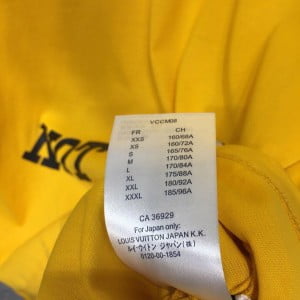 YCCM08
FR CH
XXS 160/68A
XS 160/72A
S 165/76A
M 170/80A
L 170/84A
XL 175/88A
XXL 180/92A
XXXL 185/96A
CA 36929
For Japan only:
LOUIS VUITTON JAPAN K.K.
ルイ・ヴィトン ジャパン(株)
0120-00-1854